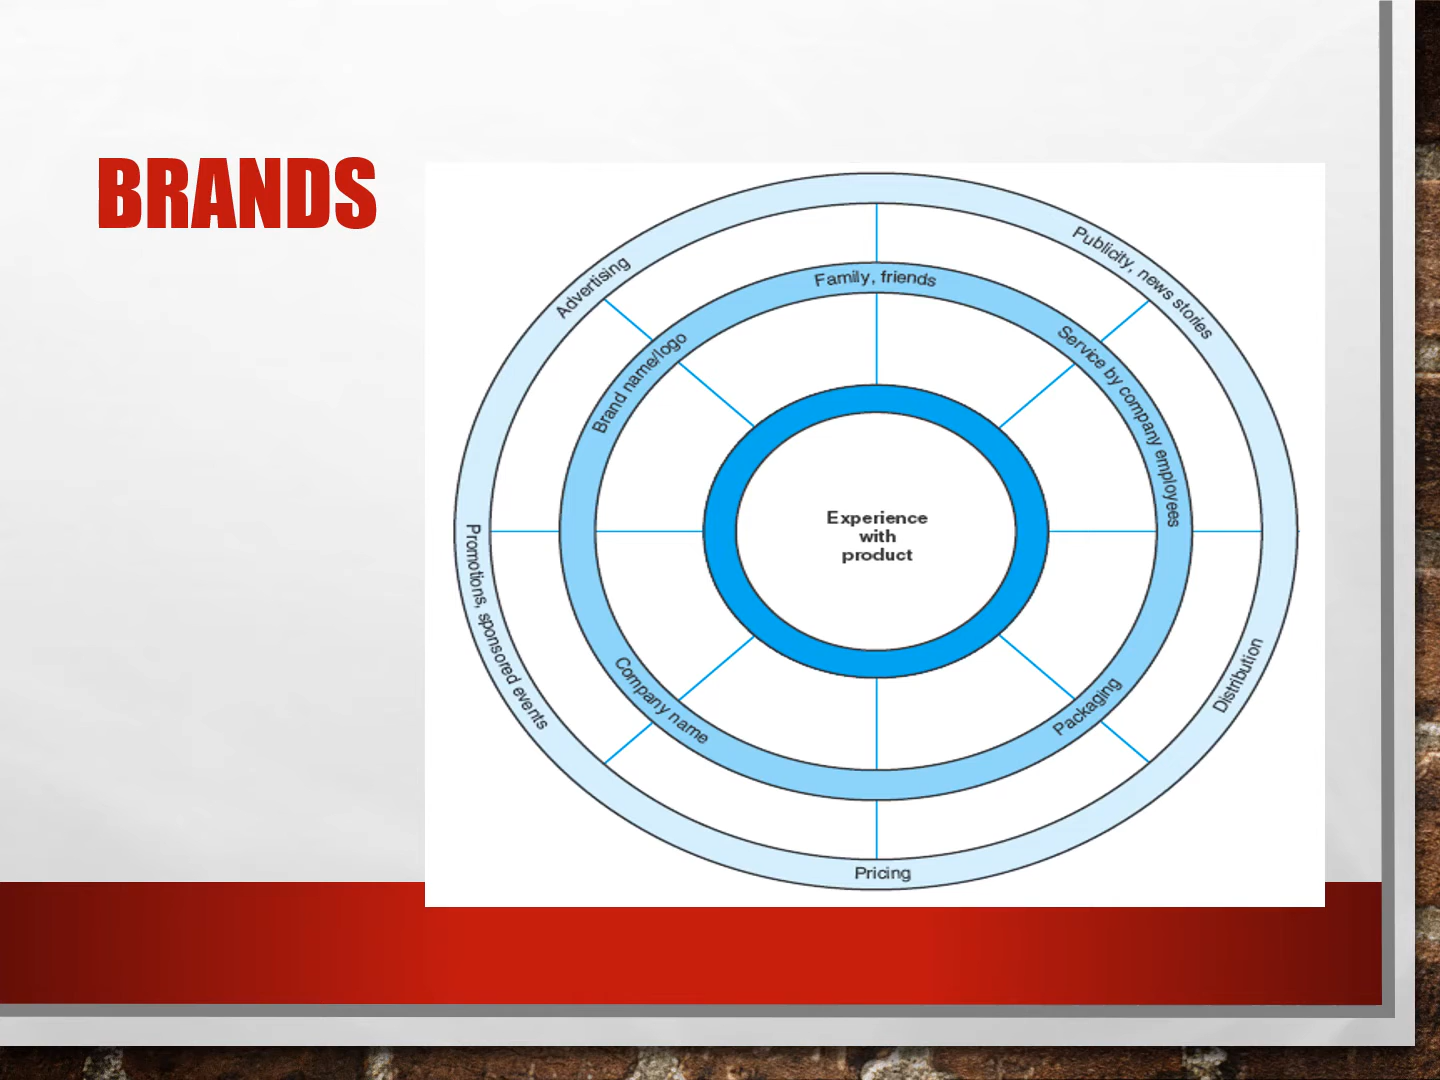 BRANDS
Advertising
Publicity, news stories
Family, friends
Brand name/logo
Service by company employees
Experience
with
product
Promotions, sponsored events
Company name
Packaging
Distribution
Pricing